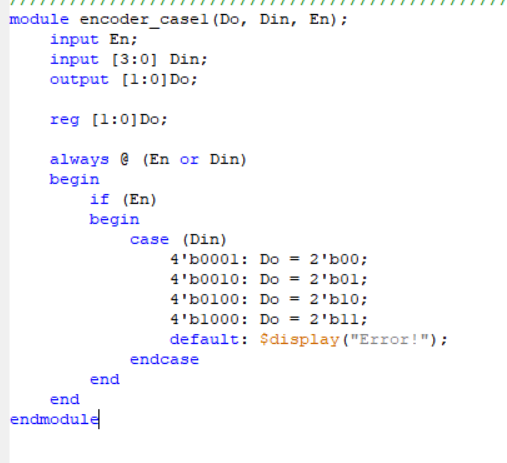 //////////////////////////////////////////////////
module encoder_case1(Do, Din, En);
    input En;
    input [3:0] Din;
    output [1:0]Do;

    reg [1:0]Do;

    always @ (En or Din)
    begin
        if (En)
        begin
            case (Din)
                4'b0001: Do = 2'b00;
                4'b0010: Do = 2'b01;
                4'b0100: Do = 2'b10;
                4'b1000: Do = 2'b11;
                default: $display("Error!");
            endcase
        end
    end
endmodule